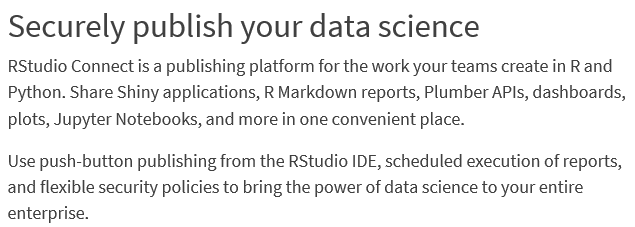 Securely publish your data science
RStudio Connect is a publishing platform for the work your teams create in R and
Python. Share Shiny applications, R Markdown reports, Plumber APIs, dashboards,
plots, Jupyter Notebooks, and more in one convenient place.
Use push-button publishing from the RStudio IDE, scheduled execution of reports,
and flexible security policies to bring the power of data science to your entire
enterprise.